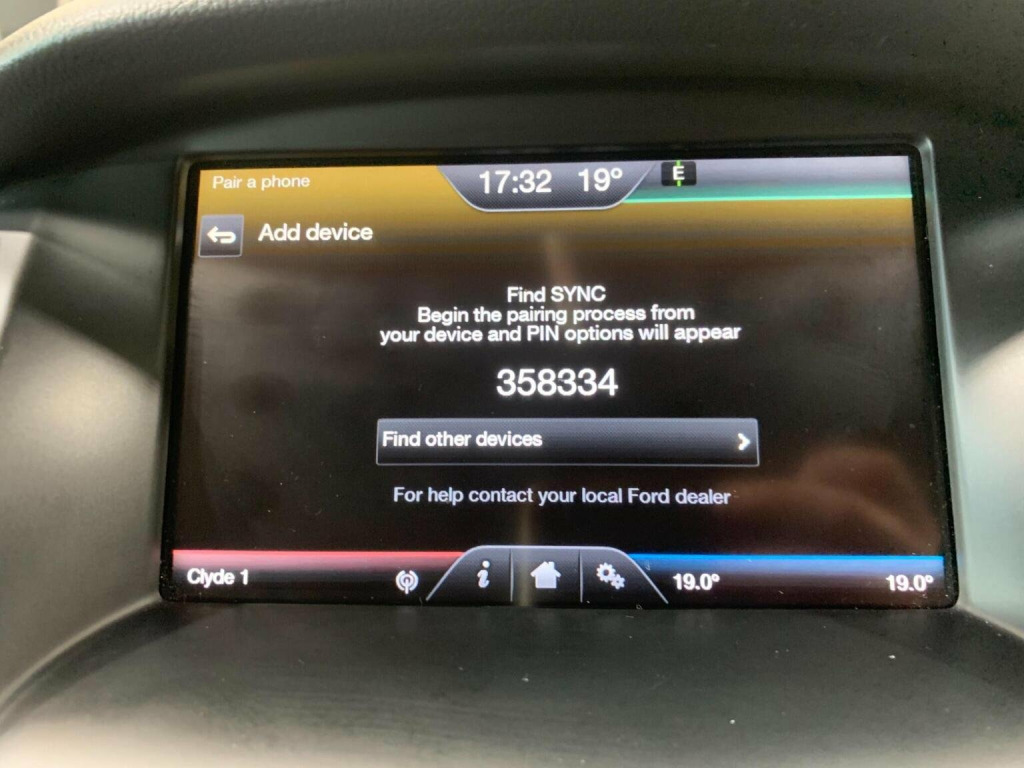 Pair a phone
17:32 19°
E
Add device
Find SYNC
Begin the pairing process from
your device and PIN options will appear
358334
Find other devices
For help contact your local Ford dealer
Clyde 1
i
19.0°
19.0°